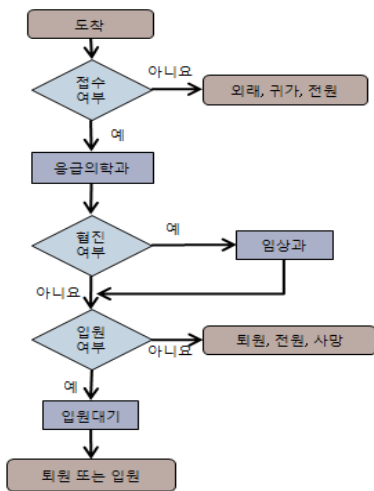 도착
접수
여부
아니요
외래, 귀가, 전원
예
응급의학과
협진
여부
예
임상과
아니요
입원
여부
아니요
퇴원, 전원, 사망
예
입원대기
퇴원 또는 입원